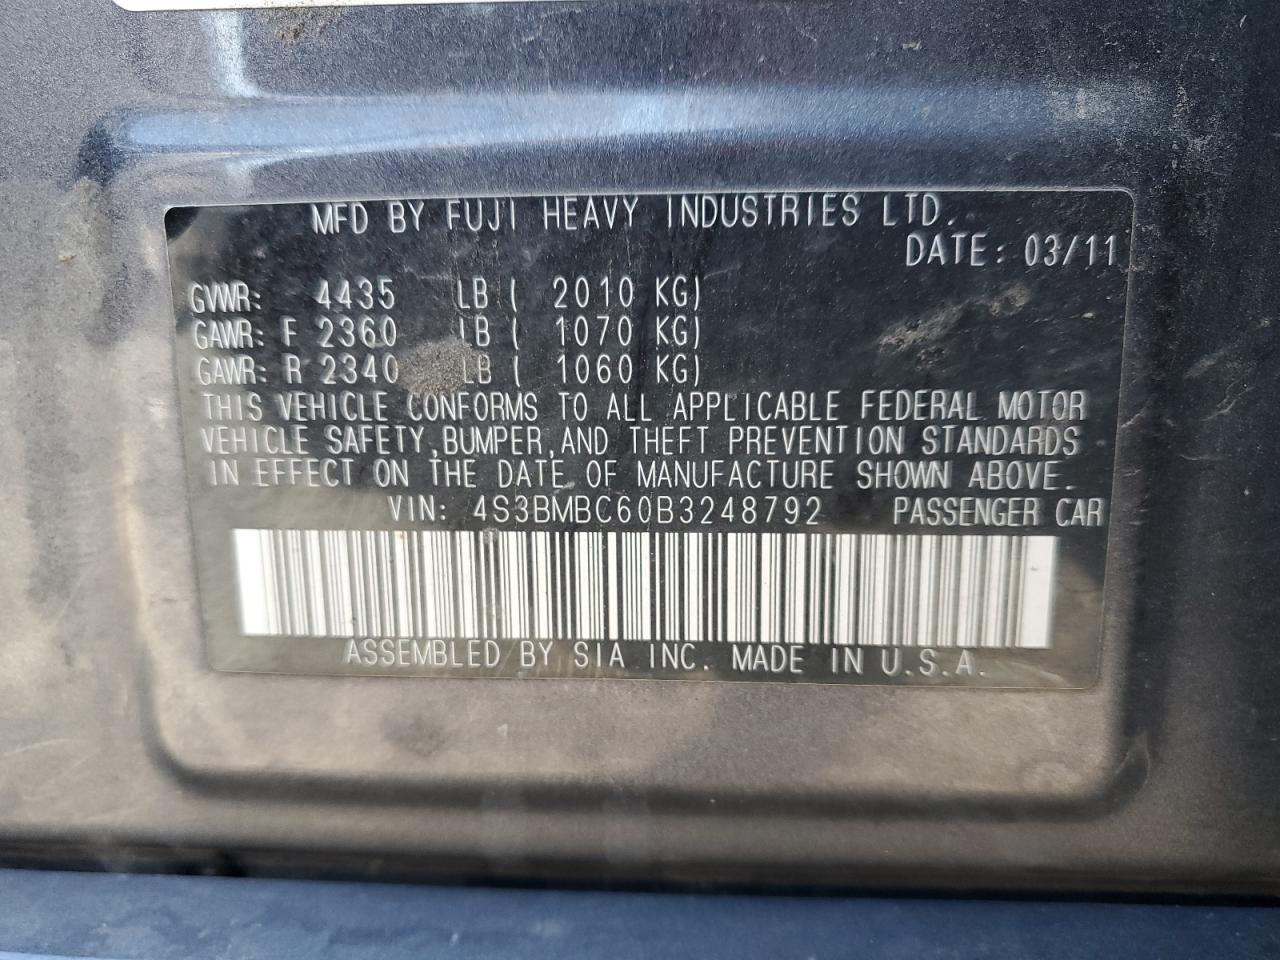 MFD BY FUJI HEAVY INDUSTRIES LTD.
DATE: 03/11
GVWR: 4435 LB ( 2010 KG)
GAWR: F 2360 LB ( 1070 KG)
GAWR: R 2340 LB ( 1060 KG)
THIS VEHICLE CONFORMS TO ALL APPLICABLE FEDERAL MOTOR
VEHICLE SAFETY, BUMPER, AND THEFT PREVENTION STANDARDS
IN EFFECT ON THE DATE OF MANUFACTURE SHOWN ABOVE.
VIN: 4S3BMBC60B3248792 PASSENGER CAR
ASSEMBLED BY SIA INC. MADE IN U.S.A.